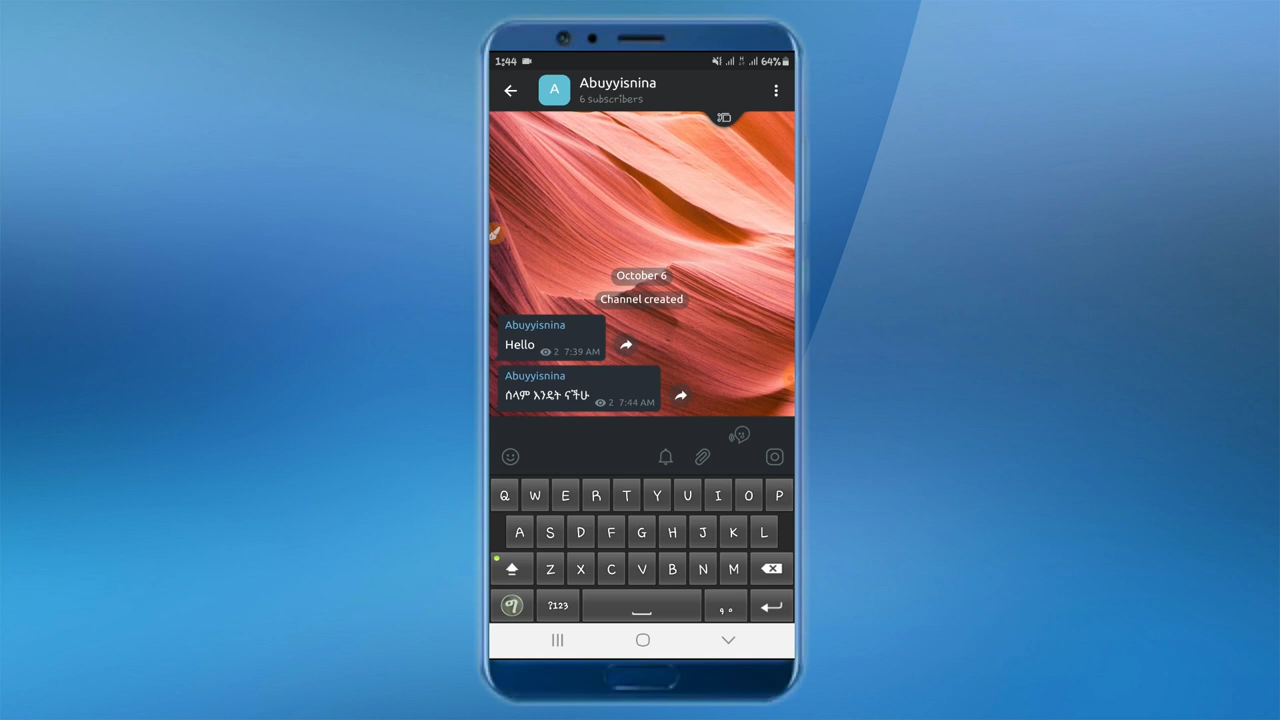 1:44 64%
A Abuyyisnina
6 subscribers
October 6
Channel created
Abuyyisnina
Hello 2 7:39 AM
Abuyyisnina
ሰላም እንዴት ናችሁ 2 7:44 AM
Q W E R T Y U I O P
A S D F G H J K L
Z X C V B N M
ግ ?123